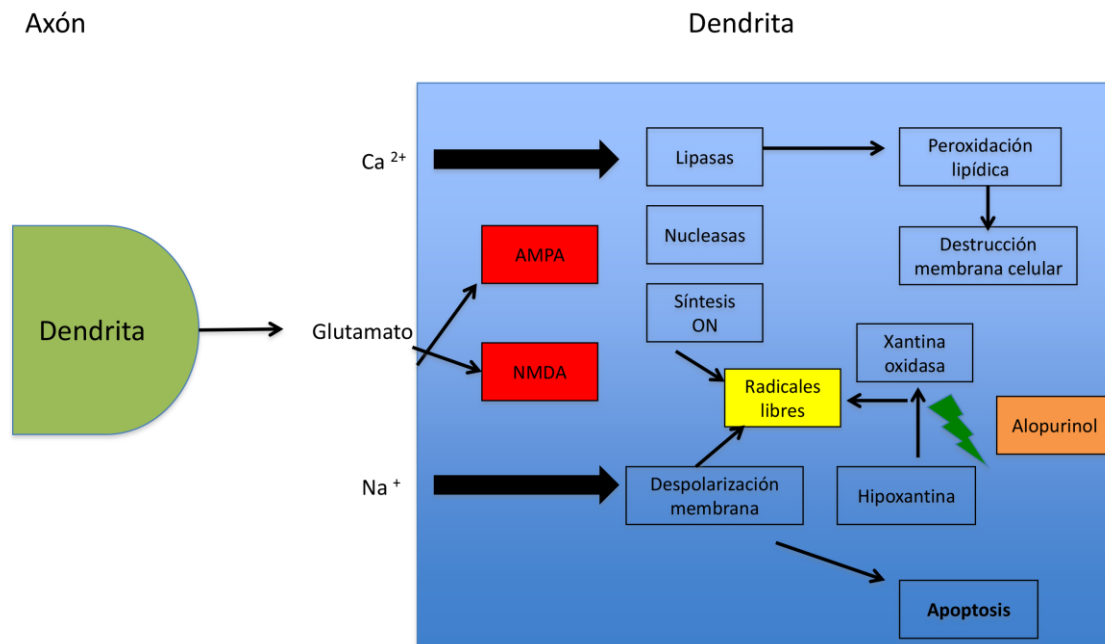 Axón
Dendrita
Ca 2+
Lipasas
Peroxidación
lipídica
Nucleasas
Destrucción
membrana celular
AMPA
Síntesis
ON
Dendrita
Glutamato
NMDA
Xantina
oxidasa
Radicales
libres
Alopurinol
Na +
Despolarización
membrana
Hipoxantina
Apoptosis